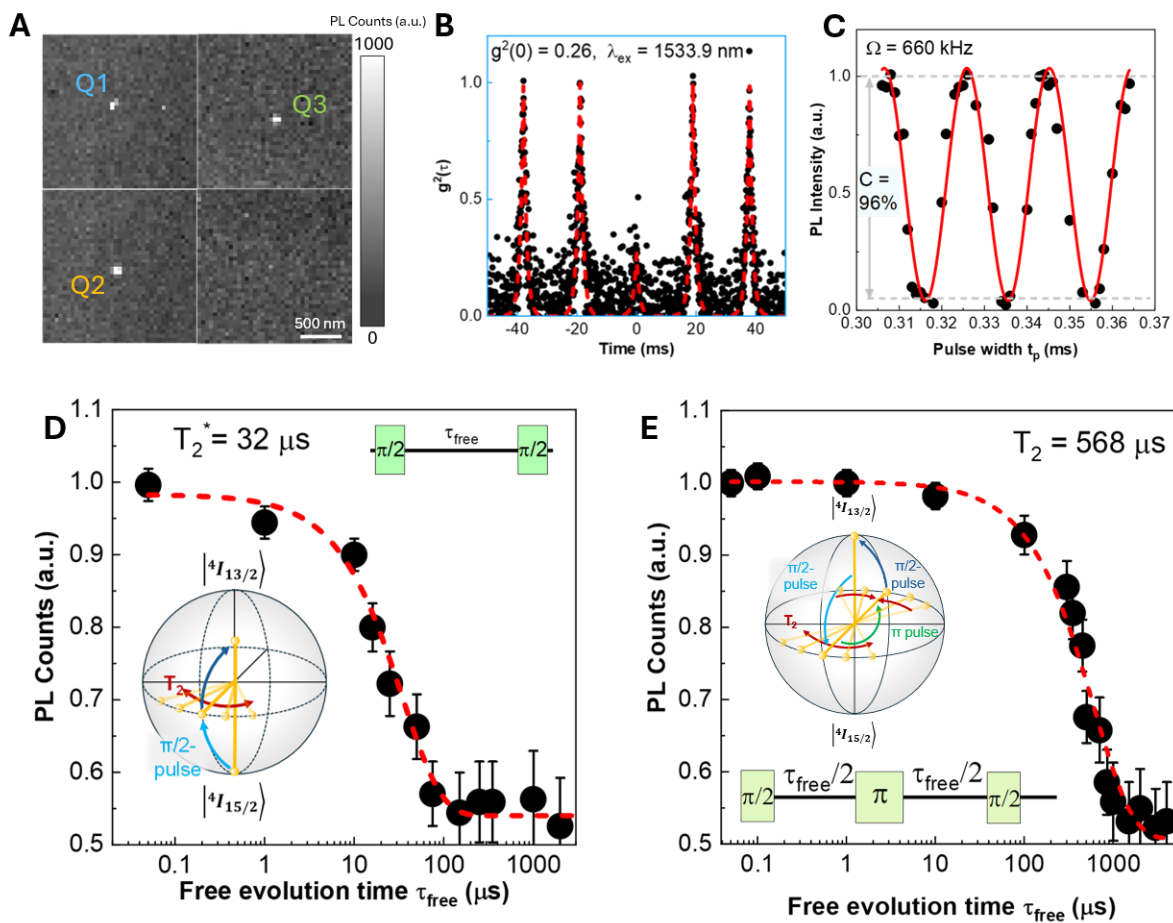 A
PL Counts (a.u.)
1000
0
Q1
Q3
Q2
500 nm
B
g²(0) = 0.26, λex = 1533.9 nm
g²(τ)
1.0
0.5
0.0
-40 -20 0 20 40
Time (ms)
C
Ω = 660 kHz
C =
96%
PL Intensity (a.u.)
1.0
0.5
0.0
0.30 0.31 0.32 0.33 0.34 0.35 0.36 0.37
Pulse width tp (ms)
D
T2* = 32 μs
π/2 τfree π/2
|⁴I13/2⟩
T2
π/2-
pulse
|⁴I15/2⟩
PL Counts (a.u.)
1.1
1.0
0.9
0.8
0.7
0.6
0.5
0.1 1 10 100 1000
Free evolution time τfree (μs)
E
T2 = 568 μs
|⁴I13/2⟩
π/2-
pulse
π/2-
pulse
T2
π pulse
|⁴I15/2⟩
π/2 τfree/2 π τfree/2 π/2
PL Counts (a.u.)
1.1
1.0
0.9
0.8
0.7
0.6
0.5
0.1 1 10 100 1000
Free evolution time τfree (μs)